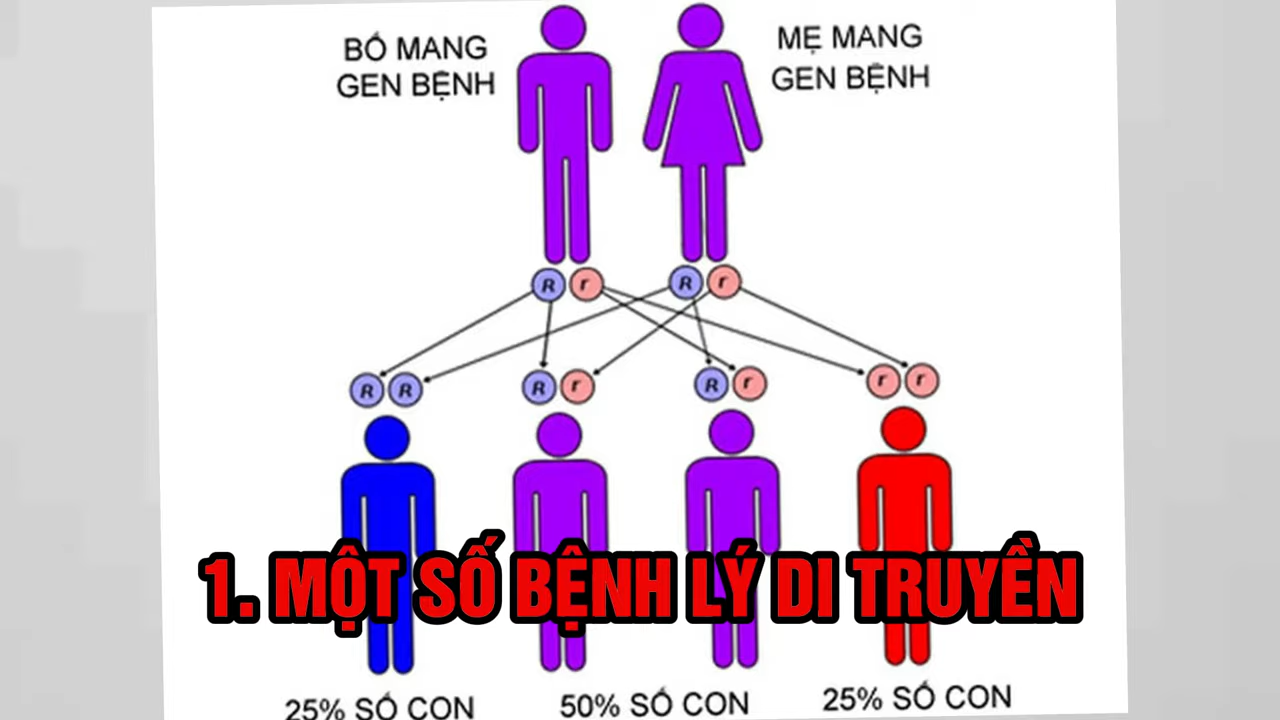 BỐ MANG
GEN BỆNH
MẸ MANG
GEN BỆNH
R r R r
R R R r R r r r
1. MỘT SỐ BỆNH LÝ DI TRUYỀN
25% SỐ CON
50% SỐ CON
25% SỐ CON